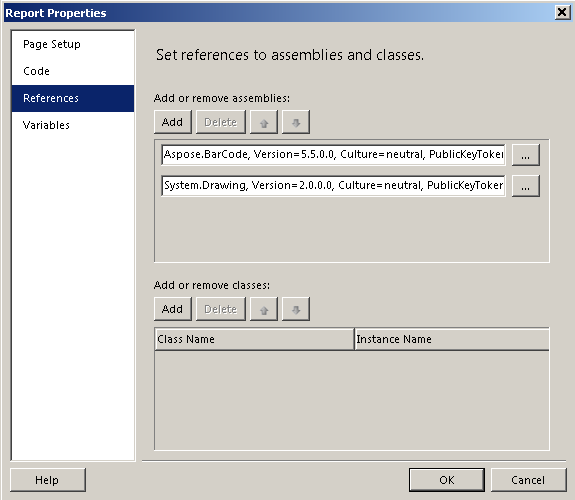 Report Properties
Page Setup
Code
References
Variables
Set references to assemblies and classes.
Add or remove assemblies:
Add Delete
Aspose.BarCode, Version=5.5.0.0, Culture=neutral, PublicKeyToken ...
System.Drawing, Version=2.0.0.0, Culture=neutral, PublicKeyToken ...
Add or remove classes:
Add Delete
Class Name Instance Name
Help OK Cancel